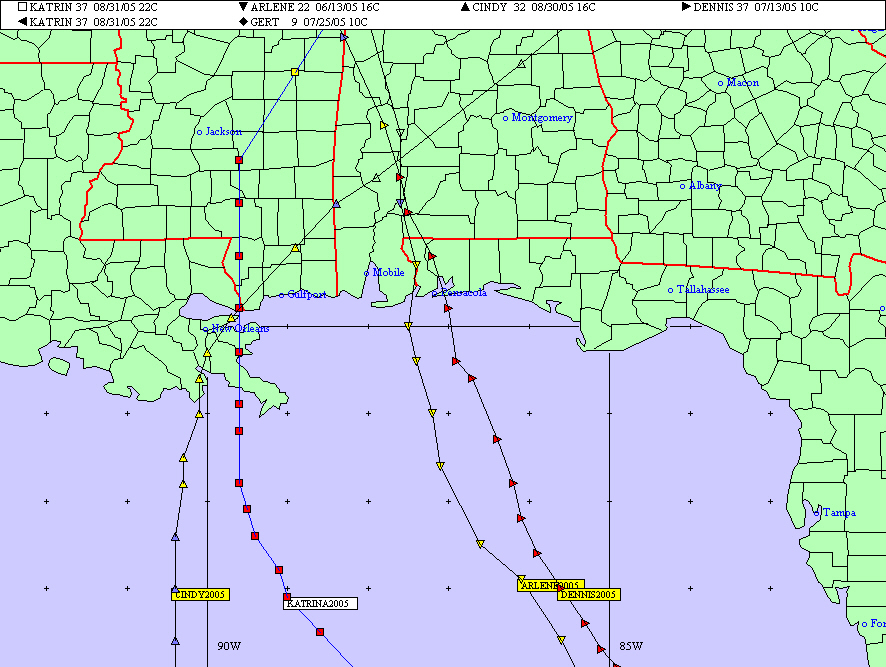 KATRIN 37 08/31/05 22C ARLENE 22 06/13/05 16C CINDY 32 08/30/05 16C DENNIS 37 07/13/05 10C
KATRIN 37 08/31/05 22C GERT 9 07/25/05 10C
Macon
Montgomery
Jackson
Albany
Mobile
Tallahassee
Gulfport
Pensacola
New Orleans
Tampa
ARLENE2005
CINDY2005
DENNIS2005
KATRINA2005
For
90W
85W